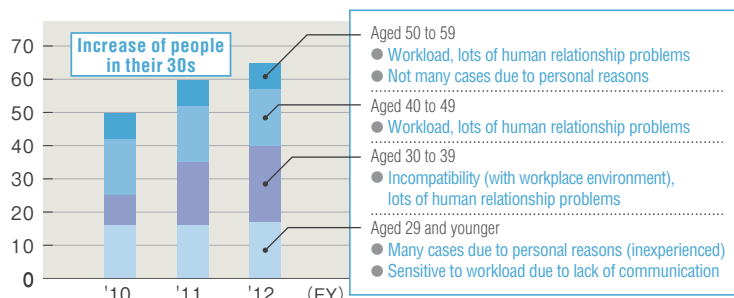 70
60
50
40
30
20
10
0
Increase of people
in their 30s
'10
'11
'12
(FY)
Aged 50 to 59
● Workload, lots of human relationship problems
● Not many cases due to personal reasons
Aged 40 to 49
● Workload, lots of human relationship problems
Aged 30 to 39
● Incompatibility (with workplace environment),
lots of human relationship problems
Aged 29 and younger
● Many cases due to personal reasons (inexperienced)
● Sensitive to workload due to lack of communication